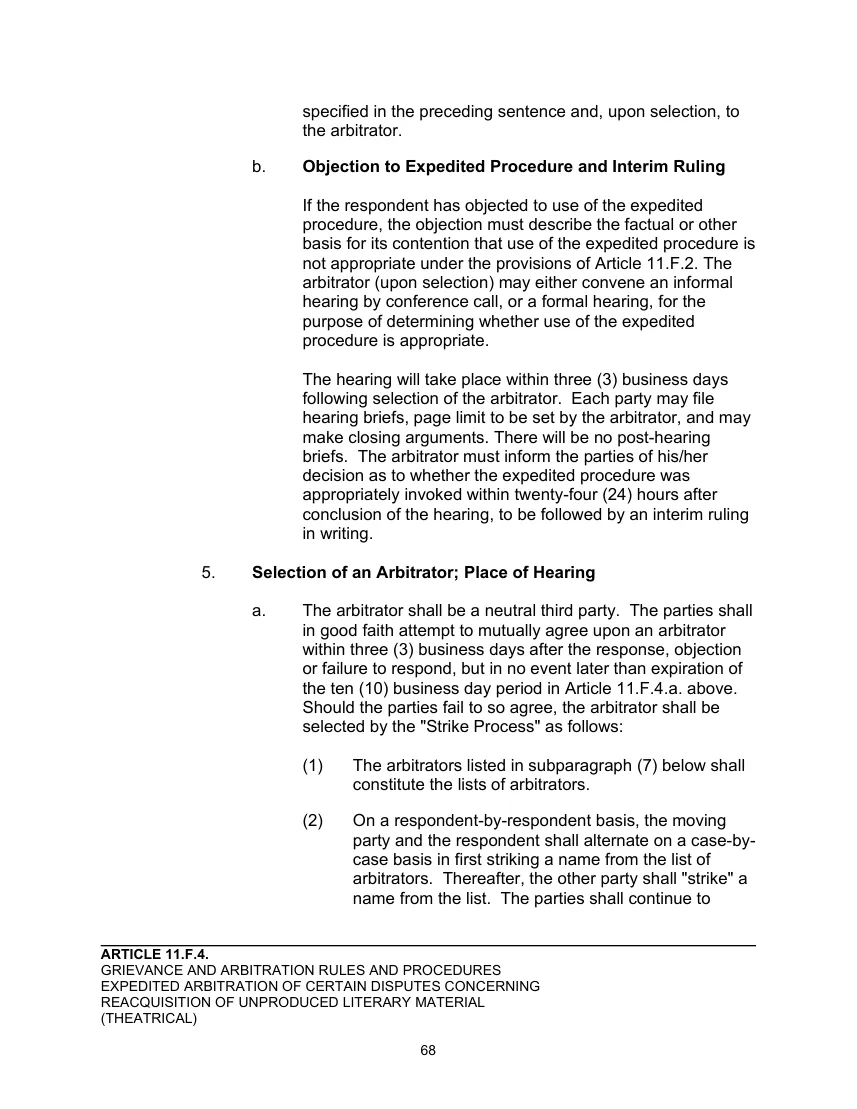 specified in the preceding sentence and, upon selection, to
the arbitrator.
b. Objection to Expedited Procedure and Interim Ruling
If the respondent has objected to use of the expedited
procedure, the objection must describe the factual or other
basis for its contention that use of the expedited procedure is
not appropriate under the provisions of Article 11.F.2. The
arbitrator (upon selection) may either convene an informal
hearing by conference call, or a formal hearing, for the
purpose of determining whether use of the expedited
procedure is appropriate.
The hearing will take place within three (3) business days
following selection of the arbitrator.  Each party may file
hearing briefs, page limit to be set by the arbitrator, and may
make closing arguments. There will be no post-hearing
briefs.  The arbitrator must inform the parties of his/her
decision as to whether the expedited procedure was
appropriately invoked within twenty-four (24) hours after
conclusion of the hearing, to be followed by an interim ruling
in writing.
5. Selection of an Arbitrator; Place of Hearing
a. The arbitrator shall be a neutral third party.  The parties shall
in good faith attempt to mutually agree upon an arbitrator
within three (3) business days after the response, objection
or failure to respond, but in no event later than expiration of
the ten (10) business day period in Article 11.F.4.a. above.
Should the parties fail to so agree, the arbitrator shall be
selected by the "Strike Process" as follows:
(1) The arbitrators listed in subparagraph (7) below shall
constitute the lists of arbitrators.
(2) On a respondent-by-respondent basis, the moving
party and the respondent shall alternate on a case-by-
case basis in first striking a name from the list of
arbitrators.  Thereafter, the other party shall "strike" a
name from the list.  The parties shall continue to
ARTICLE 11.F.4.
GRIEVANCE AND ARBITRATION RULES AND PROCEDURES
EXPEDITED ARBITRATION OF CERTAIN DISPUTES CONCERNING
REACQUISITION OF UNPRODUCED LITERARY MATERIAL
(THEATRICAL)
68